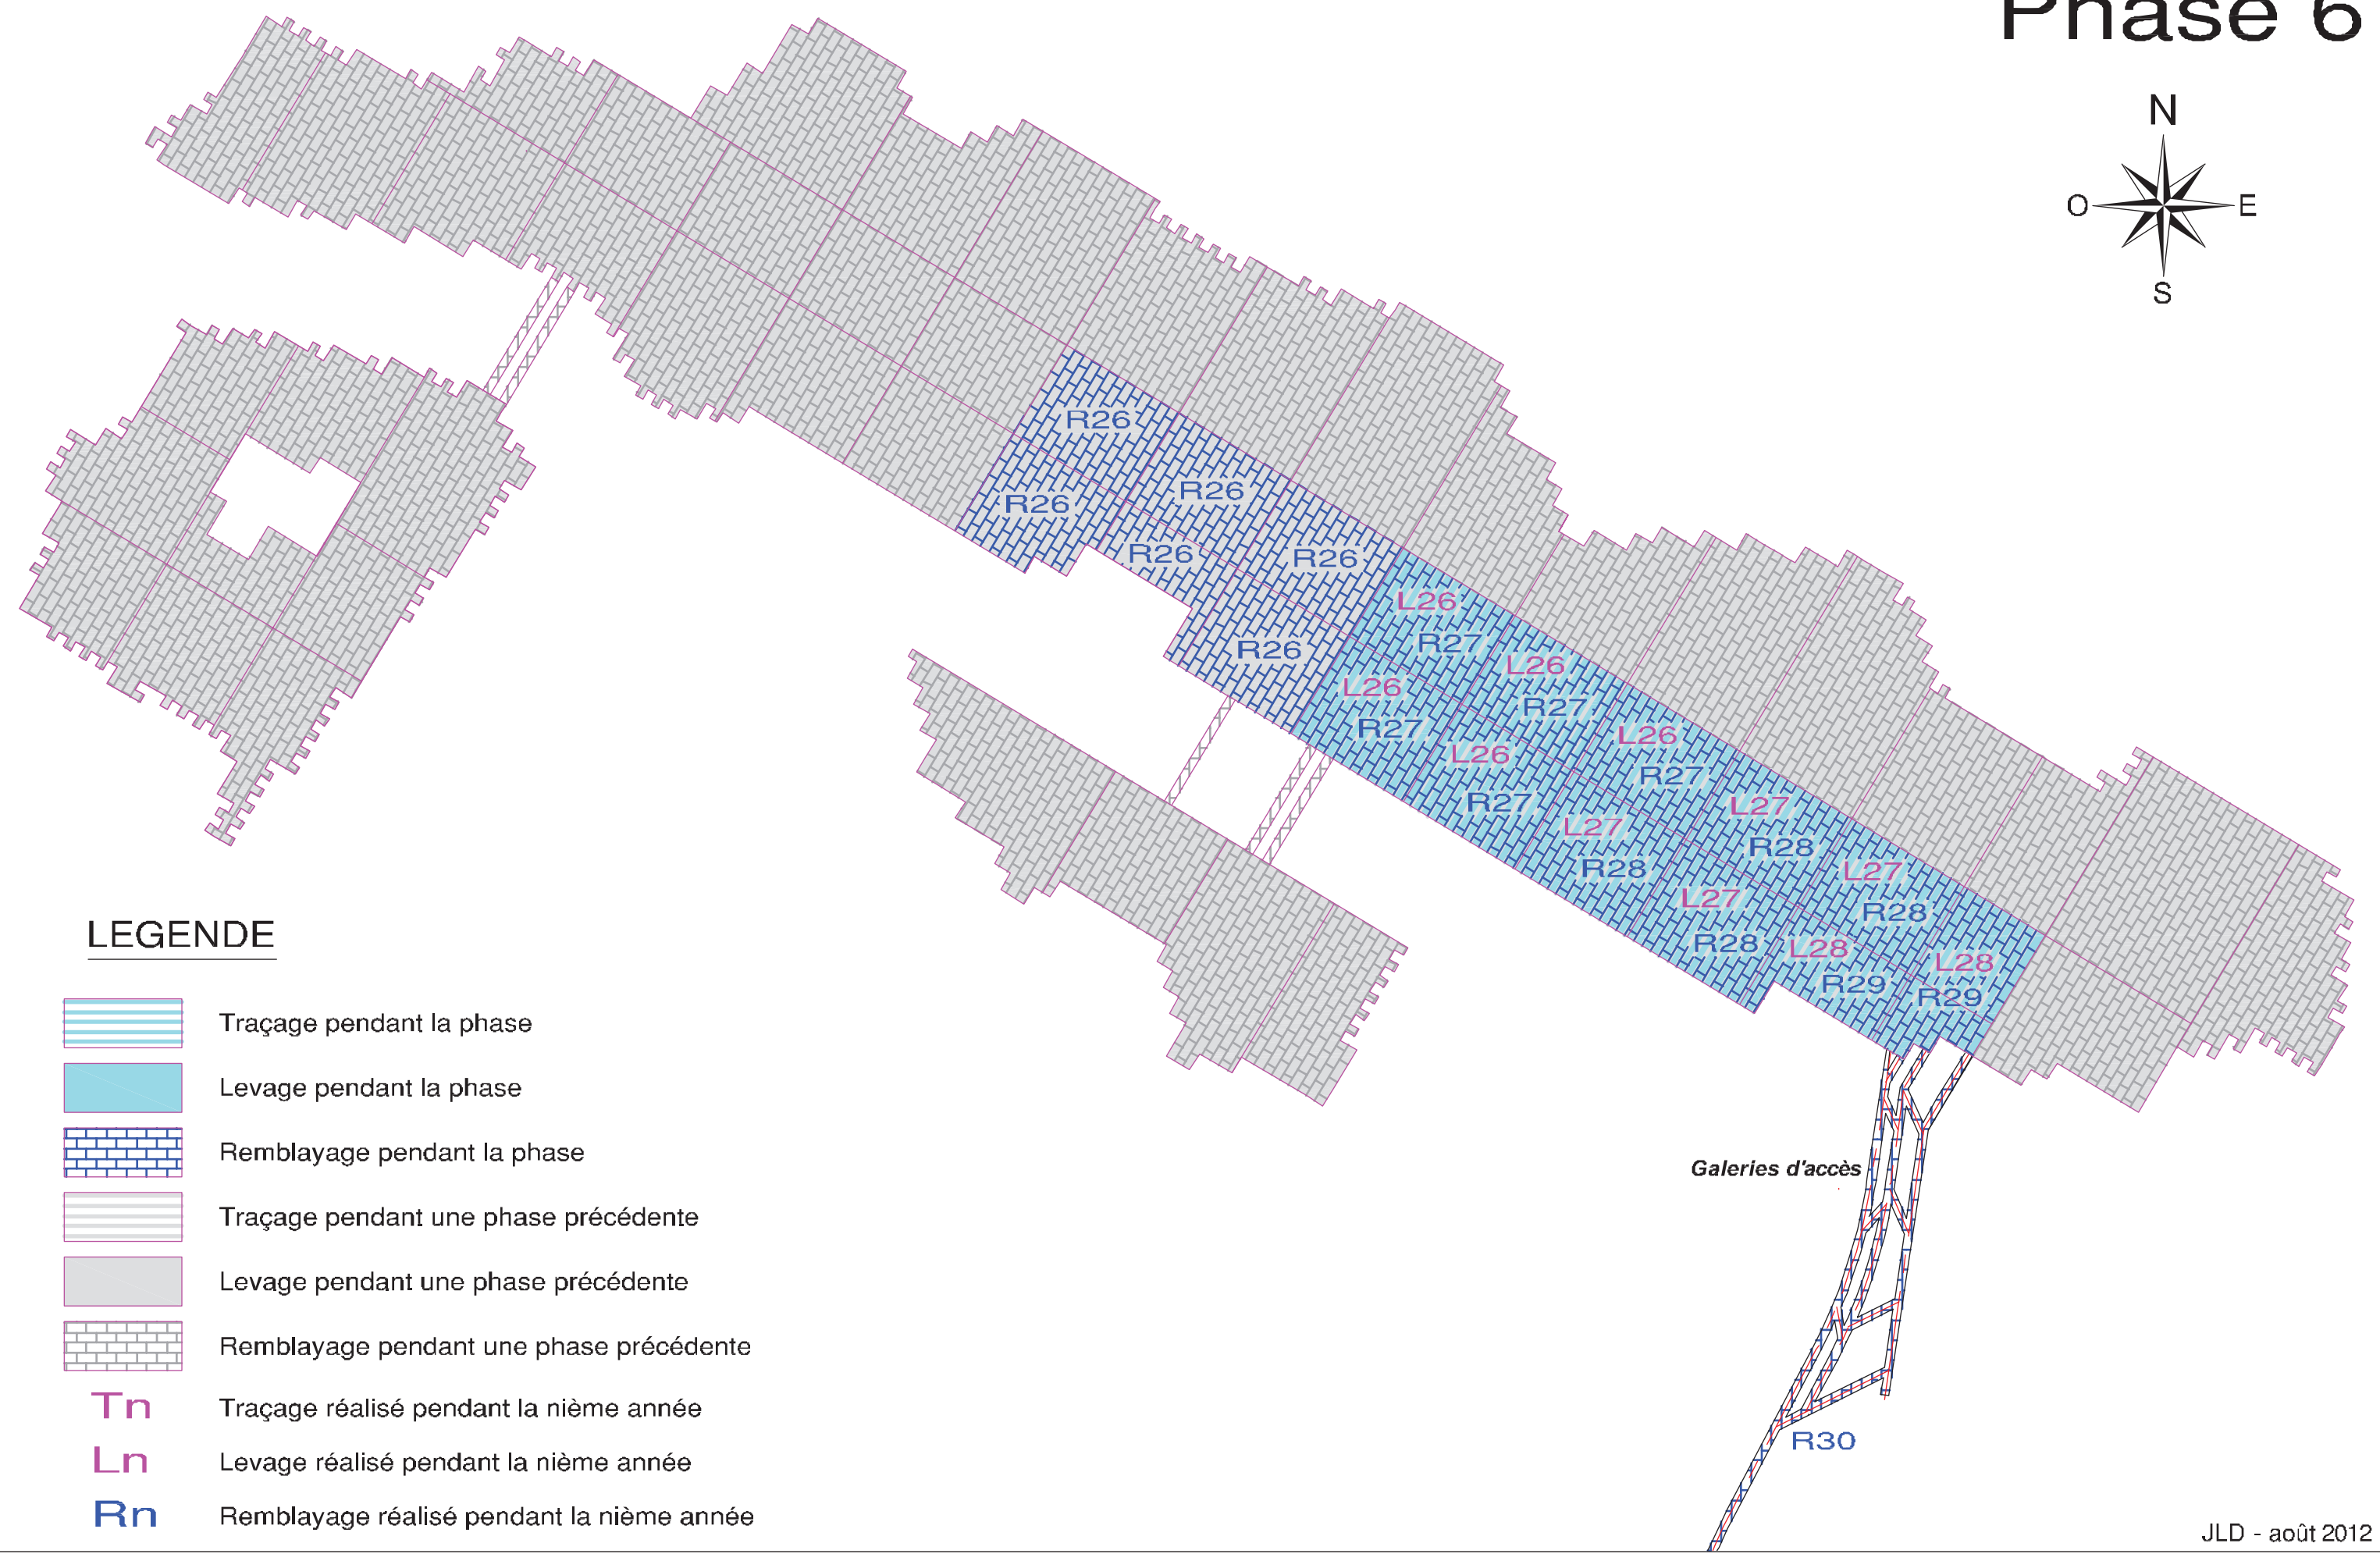 Phase 6
N
O E
S
R26
R26
R26
R26
R26
R26
L26
R27
L26
R27
L26
R27
L26
R27
L26
R27
L27
R28
L27
R28
L27
R28
L27
R28
L28
R29
L28
R29
Galeries d'accès
R30
LEGENDE
Traçage pendant la phase
Levage pendant la phase
Remblayage pendant la phase
Traçage pendant une phase précédente
Levage pendant une phase précédente
Remblayage pendant une phase précédente
Tn Traçage réalisé pendant la nième année
Ln Levage réalisé pendant la nième année
Rn Remblayage réalisé pendant la nième année
JLD - août 2012